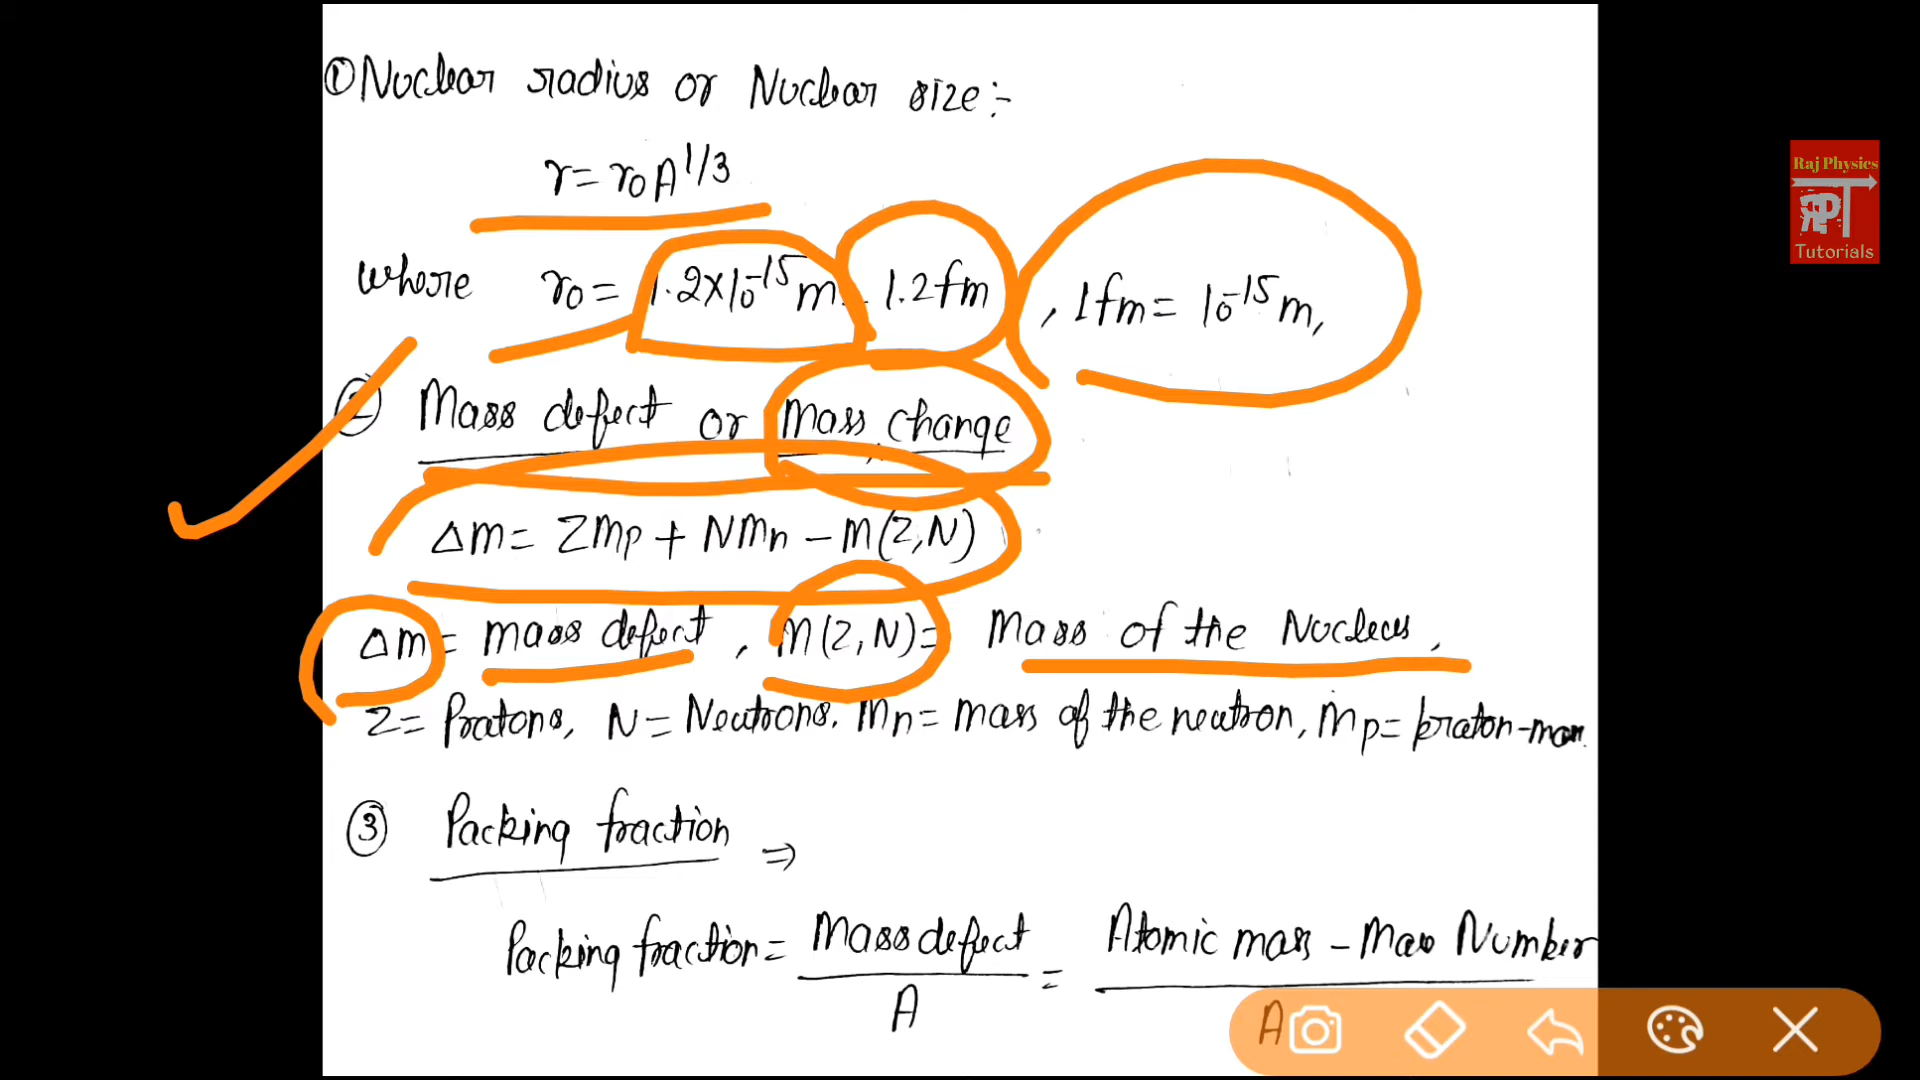 ① Nuclear radius or Nuclear size :-
r = r₀A^1/3
where r₀ = 1.2×10^-15 m. 1.2fm , 1fm = 10^-15 m,
② Mass defect or Mass change
Δm = Zmp + Nmn - M(Z,N)
Δm = mass defect , M(Z,N) = Mass of the Nucleus,
Z = Protons, N = Neutrons. Mn = mass of the neutron, Mp = proton-mass.
③ Packing fraction ⇒
Packing fraction = Mass defect / A = Atomic mass - Mass Number / A
Raj Physics
RPT
Tutorials